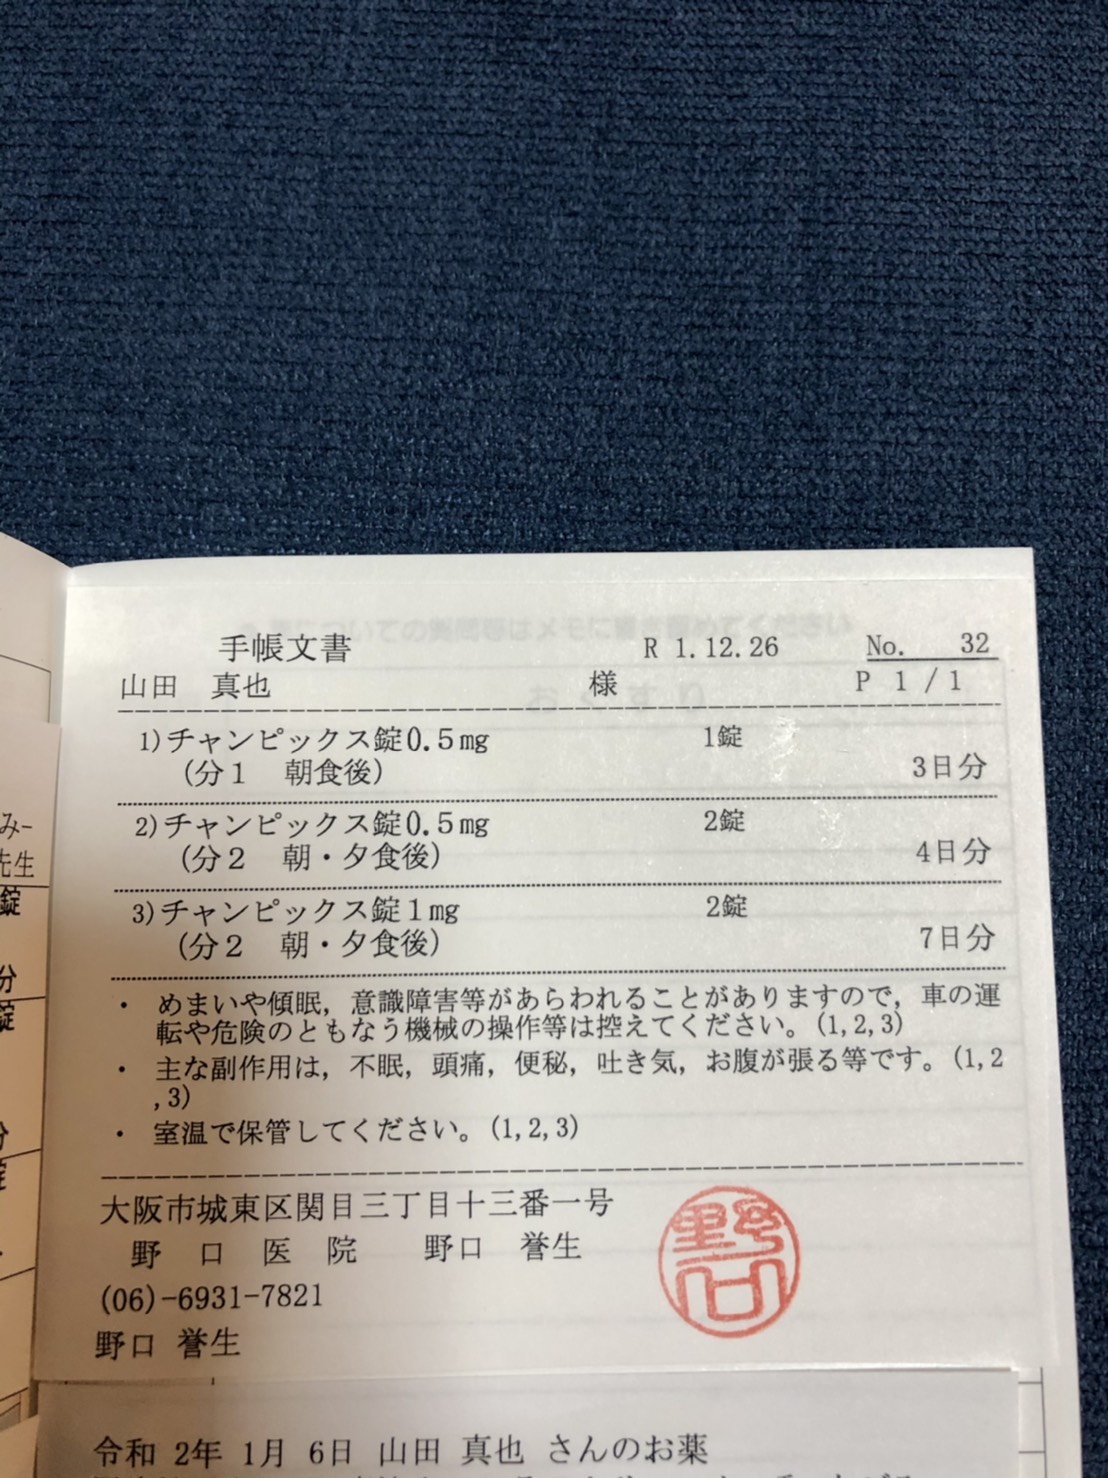 手帳文書 R 1.12.26 No. 32
山田 真也 様 P 1/1
1)チャンピックス錠0.5mg 1錠
(分1 朝食後) 3日分
2)チャンピックス錠0.5mg 2錠
(分2 朝・夕食後) 4日分
3)チャンピックス錠1mg 2錠
(分2 朝・夕食後) 7日分
・ めまいや傾眠,意識障害等があらわれることがありますので,車の運
転や危険のともなう機械の操作等は控えてください。(1,2,3)
・ 主な副作用は,不眠,頭痛,便秘,吐き気,お腹が張る等です。(1,2
,3)
・ 室温で保管してください。(1,2,3)
大阪市城東区関目三丁目十三番一号
野口医院 野口 誉生
野口
(06)-6931-7821
野口 誉生
令和 2年 1月 6日 山田 真也 さんのお薬
み-
先生
錠
分
錠
分
錠